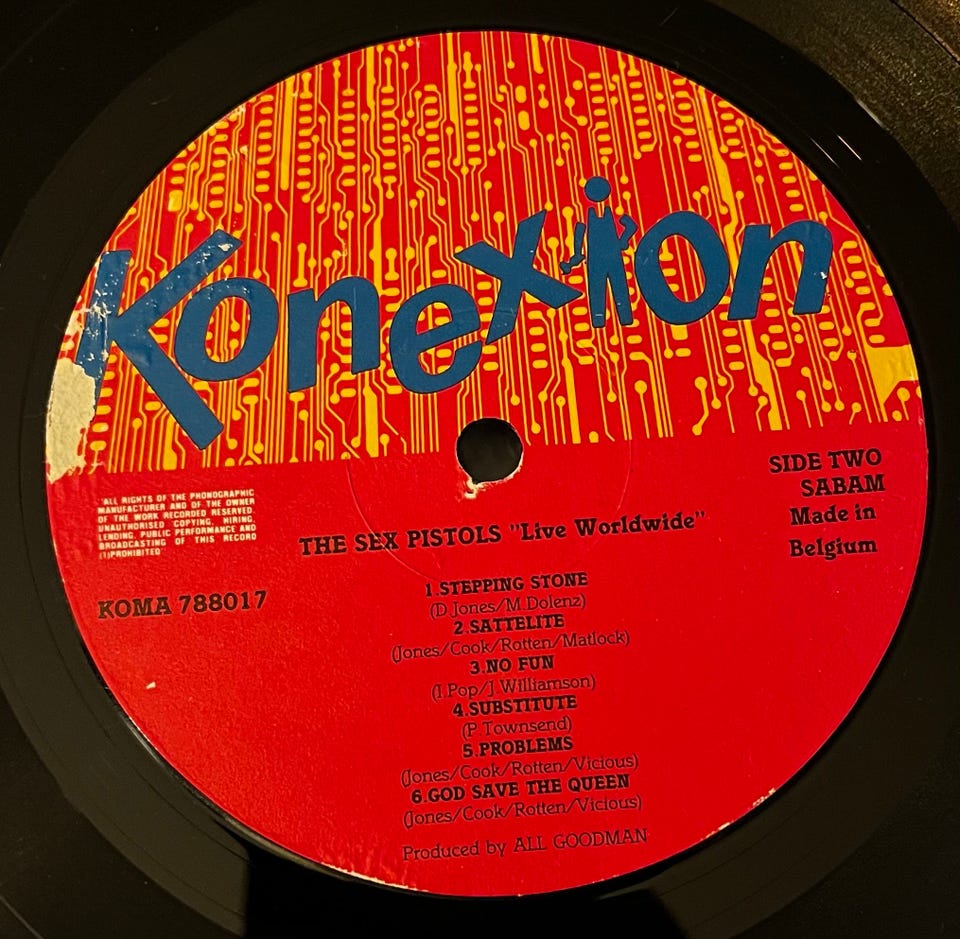 Konexion
SIDE TWO
SABAM
Made in
Belgium
"ALL RIGHTS OF THE PHONOGRAPHIC
MANUFACTURER AND OF THE OWNER
OF THE WORK RECORDED RESERVED.
UNAUTHORISED COPYING, HIRING,
LENDING, PUBLIC PERFORMANCE AND
BROADCASTING OF THIS RECORD
(1)PROHIBITED"
KOMA 788017
THE SEX PISTOLS "Live Worldwide"
1.STEPPING STONE
(D.Jones/M.Dolenz)
2.SATTELITE
(Jones/Cook/Rotten/Matlock)
3.NO FUN
(I.Pop/J.Williamson)
4.SUBSTITUTE
(P.Townsend)
5.PROBLEMS
(Jones/Cook/Rotten/Vicious)
6.GOD SAVE THE QUEEN
(Jones/Cook/Rotten/Vicious)
Produced by ALL GOODMAN